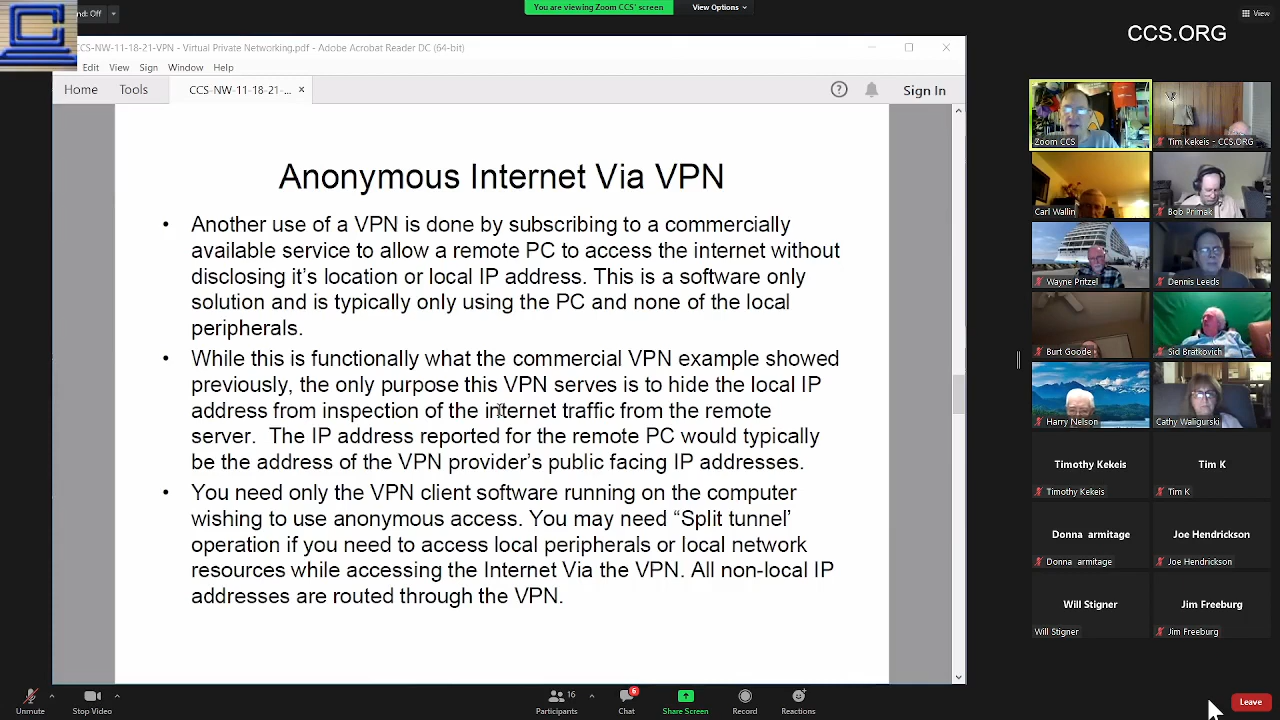 nd: Off
You are viewing Zoom CCS' screen
View Options
View
CCS.ORG
CCS-NW-11-18-21-VPN - Virtual Private Networking.pdf - Adobe Acrobat Reader DC (64-bit)
Edit View Sign Window Help
Home Tools CCS-NW-11-18-21-... × Sign In
Anonymous Internet Via VPN
• Another use of a VPN is done by subscribing to a commercially
available service to allow a remote PC to access the internet without
disclosing it's location or local IP address. This is a software only
solution and is typically only using the PC and none of the local
peripherals.
• While this is functionally what the commercial VPN example showed
previously, the only purpose this VPN serves is to hide the local IP
address from inspection of the internet traffic from the remote
server. The IP address reported for the remote PC would typically
be the address of the VPN provider's public facing IP addresses.
• You need only the VPN client software running on the computer
wishing to use anonymous access. You may need “Split tunnel’
operation if you need to access local peripherals or local network
resources while accessing the Internet Via the VPN. All non-local IP
addresses are routed through the VPN.
Zoom CCS
Tim Kekeis - CCS.ORG
Carl Wallin
Bob Primak
Wayne Pritzel
Dennis Leeds
Burt Goode
Sid Bratkovich
Harry Nelson
Cathy Waligurski
Timothy Kekeis
Timothy Kekeis
Tim K
Tim K
Donna armitage
Donna armitage
Joe Hendrickson
Joe Hendrickson
Will Stigner
Will Stigner
Jim Freeburg
Jim Freeburg
Unmute
Stop Video
16
Participants
6
Chat
Share Screen
Record
Reactions
Leave